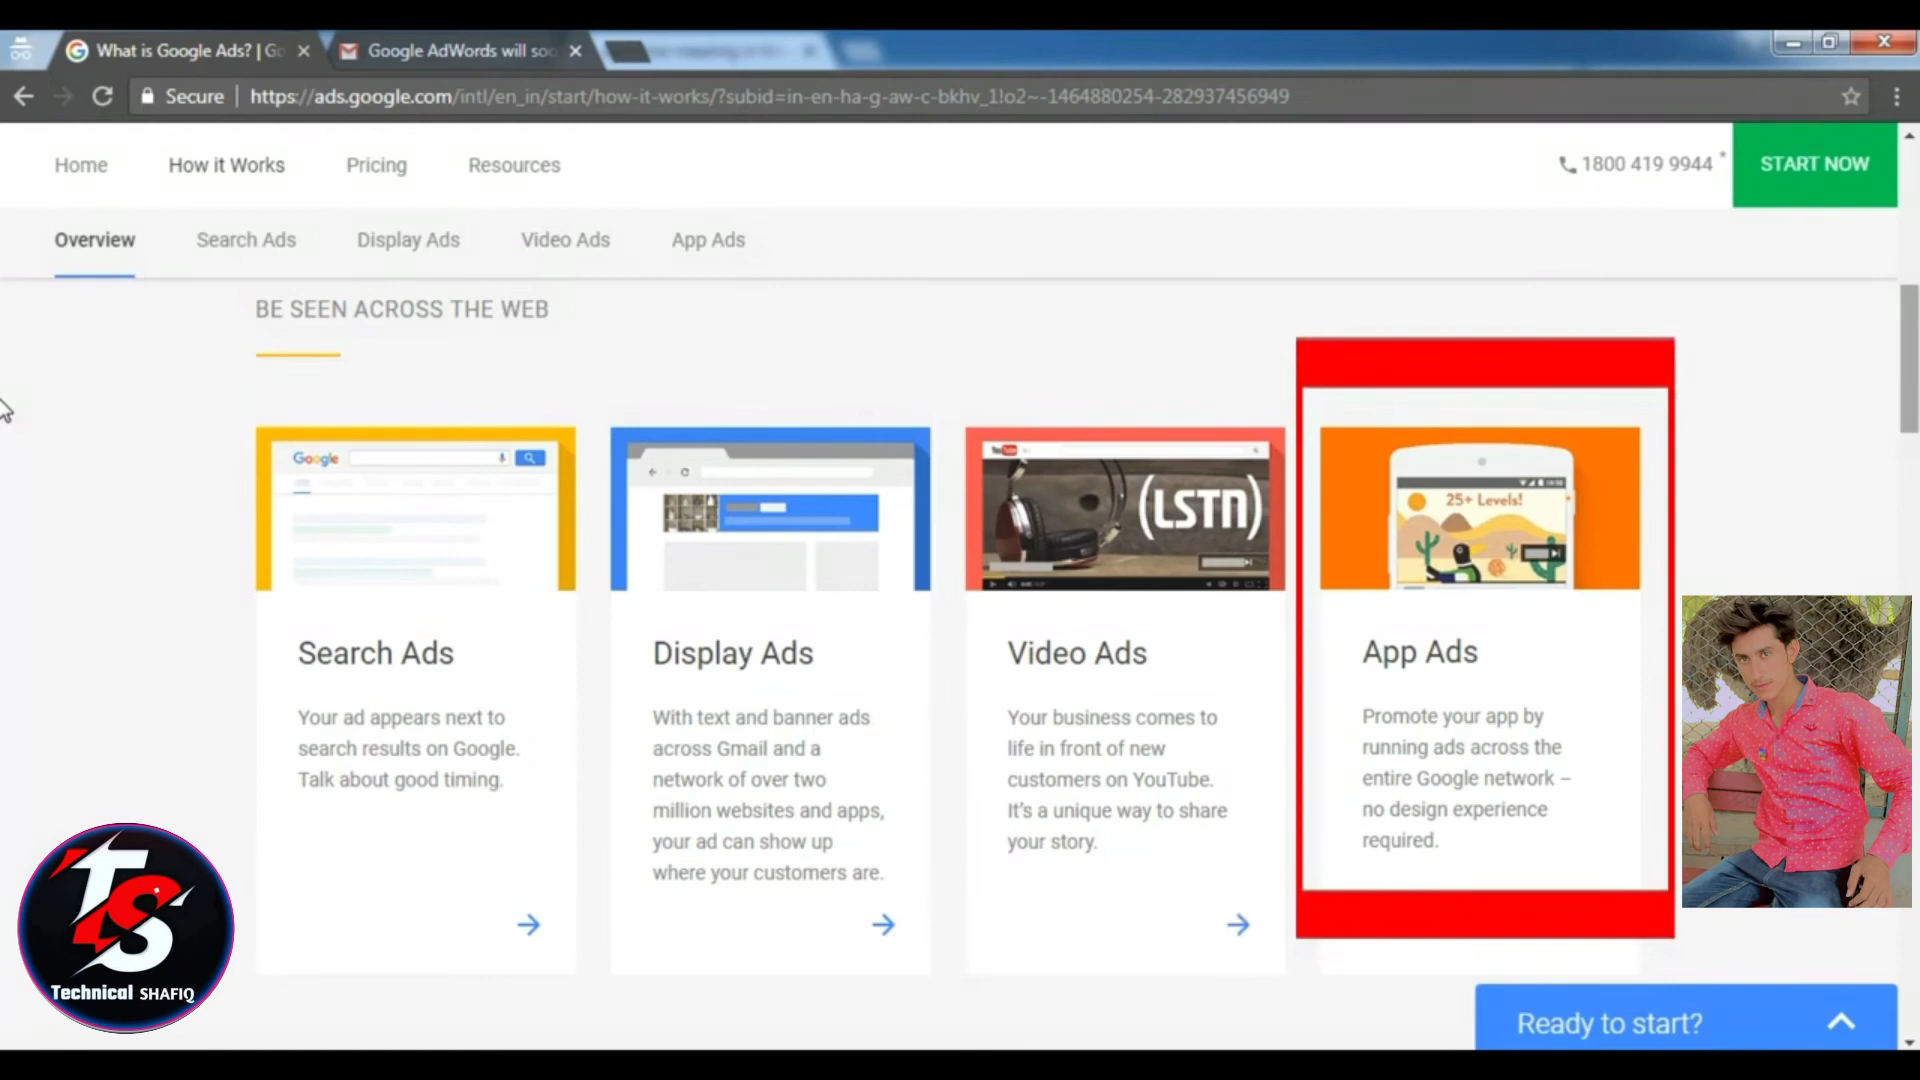 What is Google Ads? | Go
Google AdWords will soo
Secure
https://ads.google.com/intl/en_in/start/how-it-works/?subid=in-en-ha-g-aw-c-bkhv_1!o2~-1464880254-282937456949
Home
How it Works
Pricing
Resources
1800 419 9944 *
START NOW
Overview
Search Ads
Display Ads
Video Ads
App Ads
BE SEEN ACROSS THE WEB
Google
YouTube
(LSTN)
25+ Levels!
Search Ads
Your ad appears next to
search results on Google.
Talk about good timing.
Display Ads
With text and banner ads
across Gmail and a
network of over two
million websites and apps,
your ad can show up
where your customers are.
Video Ads
Your business comes to
life in front of new
customers on YouTube.
It's a unique way to share
your story.
App Ads
Promote your app by
running ads across the
entire Google network –
no design experience
required.
TS
Technical SHAFIQ
Ready to start?